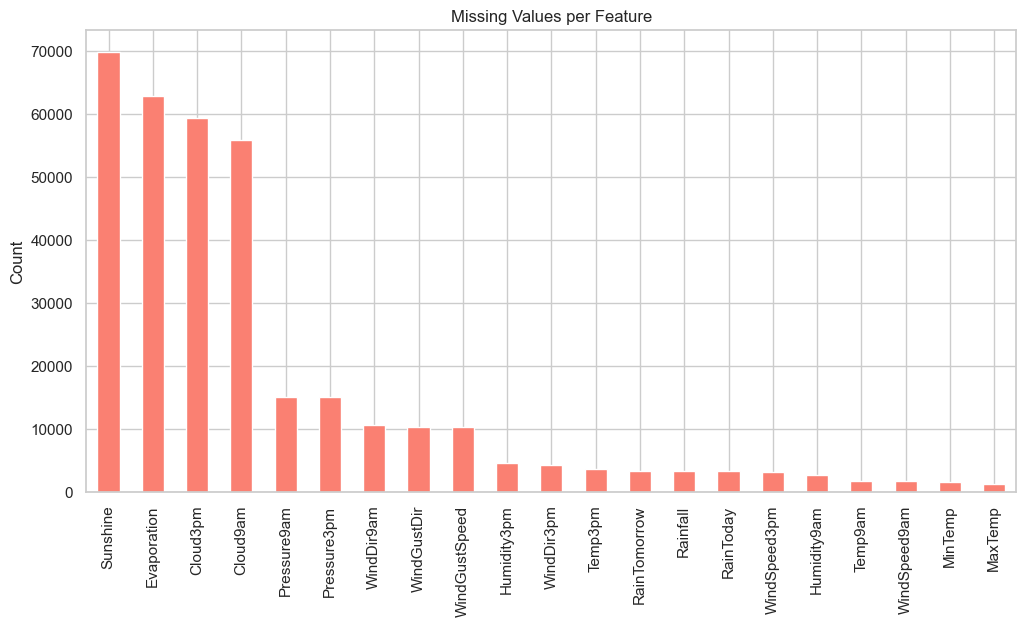 Missing Values per Feature
70000
60000
50000
40000
30000
20000
10000
0
Count
Sunshine
Evaporation
Cloud3pm
Cloud9am
Pressure9am
Pressure3pm
WindDir9am
WindGustDir
WindGustSpeed
Humidity3pm
WindDir3pm
Temp3pm
RainTomorrow
Rainfall
RainToday
WindSpeed3pm
Humidity9am
Temp9am
WindSpeed9am
MinTemp
MaxTemp